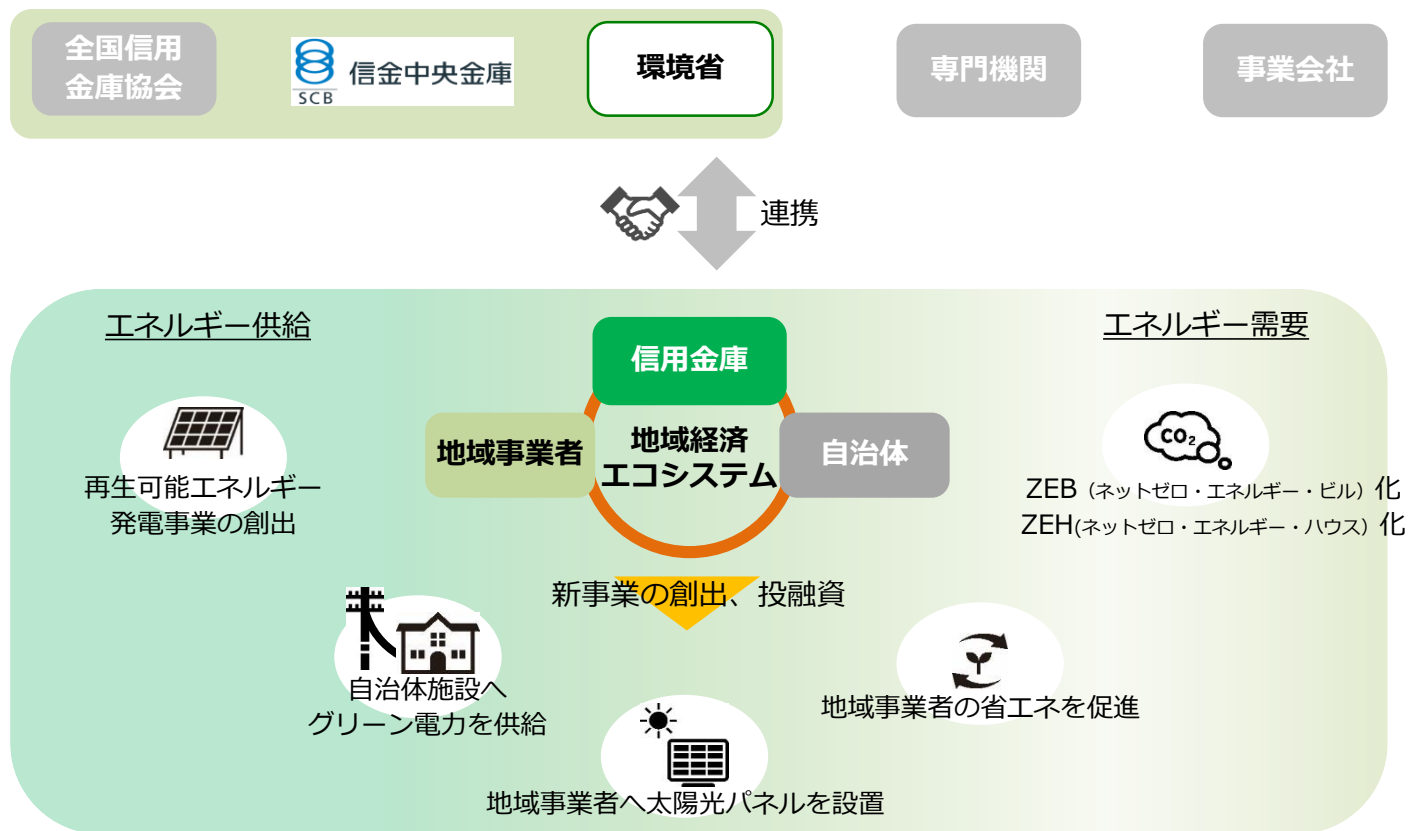 全国信用
金庫協会
SCB
信金中央金庫
環境省
専門機関
事業会社
連携
エネルギー供給
エネルギー需要
信用金庫
地域事業者
地域経済
エコシステム
自治体
CO₂
再生可能エネルギー
発電事業の創出
ZEB（ネットゼロ・エネルギー・ビル）化
ZEH(ネットゼロ・エネルギー・ハウス）化
新事業の創出、投融資
自治体施設へ
グリーン電力を供給
地域事業者の省エネを促進
地域事業者へ太陽光パネルを設置